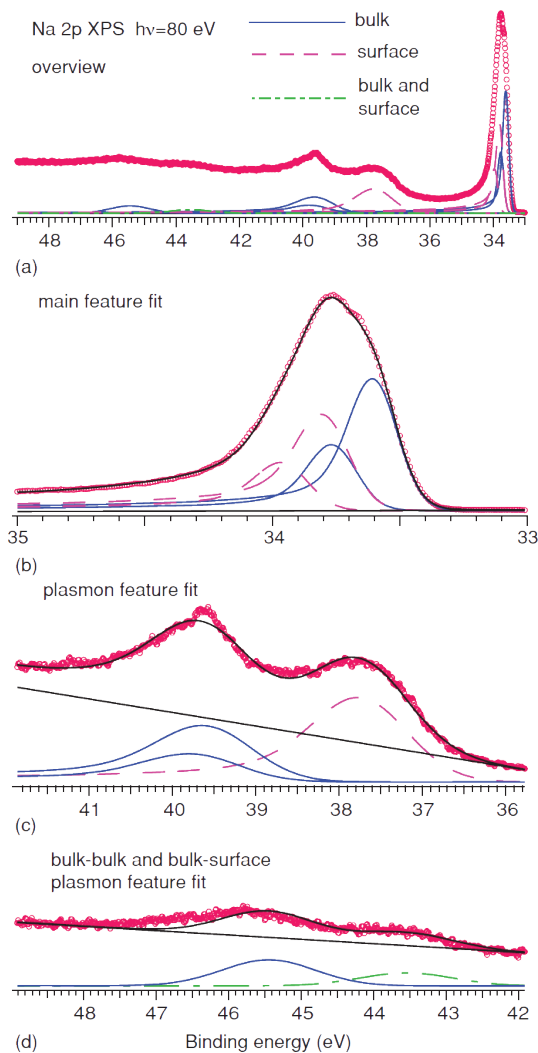 Na 2p XPS hν=80 eV
overview
bulk
surface
bulk and
surface
48 46 44 42 40 38 36 34
(a)
main feature fit
35 34 33
(b)
plasmon feature fit
41 40 39 38 37 36
(c)
bulk-bulk and bulk-surface
plasmon feature fit
48 47 46 45 44 43 42
(d) Binding energy (eV)